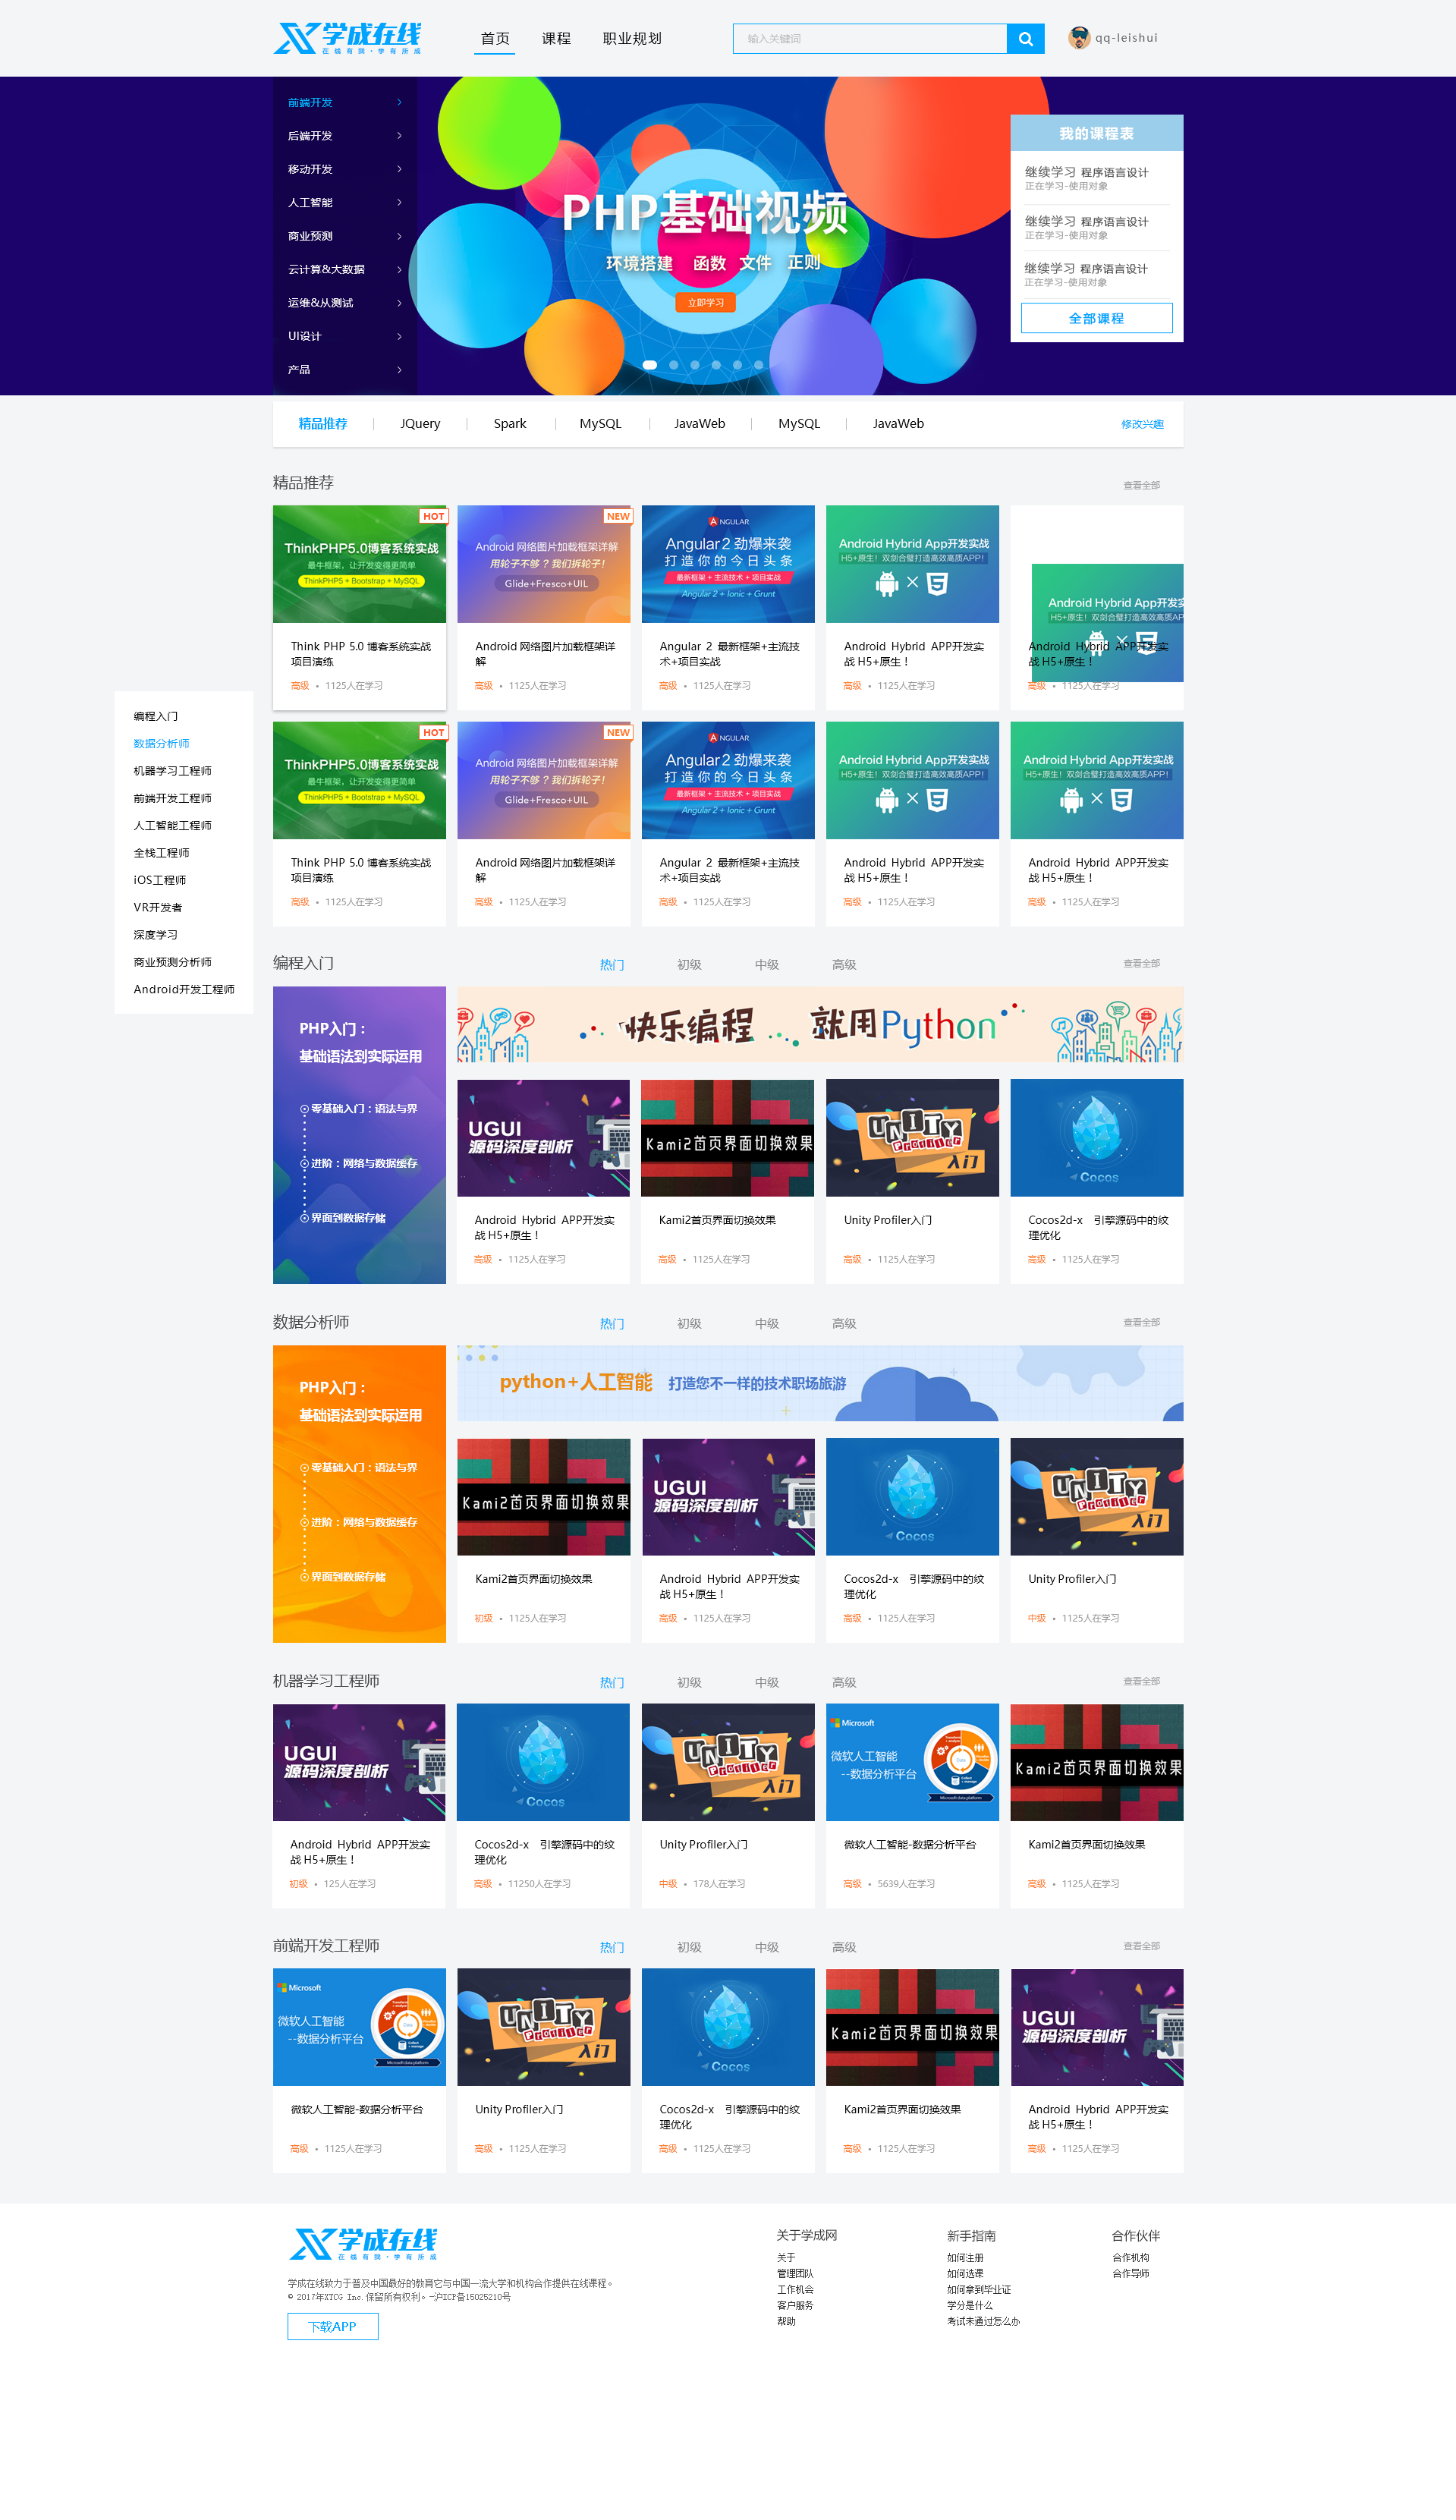 学成在线
在线有限·学有所成
首页 课程 职业规划
输入关键词
qq-leishui
前端开发
后端开发
移动开发
人工智能
商业预测
云计算&大数据
运维&从测试
UI设计
产品
PHP基础视频
环境搭建 函数 文件 正则
立即学习
我的课程表
继续学习 程序语言设计
正在学习-使用对象
继续学习 程序语言设计
正在学习-使用对象
继续学习 程序语言设计
正在学习-使用对象
全部课程
精品推荐 JQuery Spark MySQL JavaWeb MySQL JavaWeb 修改兴趣
精品推荐 查看全部
HOT
ThinkPHP5.0博客系统实战
最牛框架，让开发变得更简单
ThinkPHP5 + Bootstrap + MySQL
Think PHP 5.0 博客系统实战
项目演练
高级 • 1125人在学习
NEW
Android 网络图片加载框架详解
用轮子不够？我们拆轮子！
Glide+Fresco+UIL
Android 网络图片加载框架详
解
高级 • 1125人在学习
ANGULAR
Angular2 劲爆来袭
打造你的今日头条
最新框架 + 主流技术 + 项目实战
Angular 2 + Ionic + Grunt
Angular 2 最新框架+主流技
术+项目实战
高级 • 1125人在学习
Android Hybrid App开发实战
H5+原生！双剑合璧打造高效高质APP!
Android Hybrid APP开发实
战 H5+原生！
高级 • 1125人在学习
Android Hybrid App开发实
H5+原生！双剑合璧打造高效高质AP
Android Hybrid APP开发实
战 H5+原生！
高级 • 1125人在学习
HOT
ThinkPHP5.0博客系统实战
最牛框架，让开发变得更简单
ThinkPHP5 + Bootstrap + MySQL
Think PHP 5.0 博客系统实战
项目演练
高级 • 1125人在学习
NEW
Android 网络图片加载框架详解
用轮子不够？我们拆轮子！
Glide+Fresco+UIL
Android 网络图片加载框架详
解
高级 • 1125人在学习
ANGULAR
Angular2 劲爆来袭
打造你的今日头条
最新框架 + 主流技术 + 项目实战
Angular 2 + Ionic + Grunt
Angular 2 最新框架+主流技
术+项目实战
高级 • 1125人在学习
Android Hybrid App开发实战
H5+原生！双剑合璧打造高效高质APP!
Android Hybrid APP开发实
战 H5+原生！
高级 • 1125人在学习
Android Hybrid App开发实战
H5+原生！双剑合璧打造高效高质APP!
Android Hybrid APP开发实
战 H5+原生！
高级 • 1125人在学习
编程入门
数据分析师
机器学习工程师
前端开发工程师
人工智能工程师
全栈工程师
iOS工程师
VR开发者
深度学习
商业预测分析师
Android开发工程师
编程入门 热门 初级 中级 高级 查看全部
PHP入门：
基础语法到实际运用
零基础入门：语法与界
进阶：网络与数据缓存
界面到数据存储
快乐编程 就用Python
UGUI
源码深度剖析
Android Hybrid APP开发实
战 H5+原生！
高级 • 1125人在学习
Kami2首页界面切换效果
Kami2首页界面切换效果
高级 • 1125人在学习
UNITY
Profiler
入门
Unity Profiler入门
高级 • 1125人在学习
Cocos
Cocos2d-x 引擎源码中的纹
理优化
高级 • 1125人在学习
数据分析师 热门 初级 中级 高级 查看全部
PHP入门：
基础语法到实际运用
零基础入门：语法与界
进阶：网络与数据缓存
界面到数据存储
python+人工智能 打造您不一样的技术职场旅游
Kami2首页界面切换效果
Kami2首页界面切换效果
初级 • 1125人在学习
UGUI
源码深度剖析
Android Hybrid APP开发实
战 H5+原生！
高级 • 1125人在学习
Cocos
Cocos2d-x 引擎源码中的纹
理优化
高级 • 1125人在学习
UNITY
Profiler
入门
Unity Profiler入门
中级 • 1125人在学习
机器学习工程师 热门 初级 中级 高级 查看全部
UGUI
源码深度剖析
Android Hybrid APP开发实
战 H5+原生！
初级 • 125人在学习
Cocos
Cocos2d-x 引擎源码中的纹
理优化
高级 • 11250人在学习
UNITY
Profiler
入门
Unity Profiler入门
中级 • 178人在学习
Microsoft
微软人工智能
--数据分析平台
Data
Microsoft data platform
微软人工智能-数据分析平台
高级 • 5639人在学习
Kami2首页界面切换效果
Kami2首页界面切换效果
高级 • 1125人在学习
前端开发工程师 热门 初级 中级 高级 查看全部
Microsoft
微软人工智能
--数据分析平台
Data
Microsoft data platform
微软人工智能-数据分析平台
高级 • 1125人在学习
UNITY
Profiler
入门
Unity Profiler入门
高级 • 1125人在学习
Cocos
Cocos2d-x 引擎源码中的纹
理优化
高级 • 1125人在学习
Kami2首页界面切换效果
Kami2首页界面切换效果
高级 • 1125人在学习
UGUI
源码深度剖析
Android Hybrid APP开发实
战 H5+原生！
高级 • 1125人在学习
学成在线
在线有限·学有所成
学成在线致力于普及中国最好的教育它与中国一流大学和机构合作提供在线课程。
© 2017年XTCG Inc.保留所有权利。-沪ICP备15025210号
下载APP
关于学成网
关于
管理团队
工作机会
客户服务
帮助
新手指南
如何注册
如何选课
如何拿到毕业证
学分是什么
考试未通过怎么办
合作伙伴
合作机构
合作导师